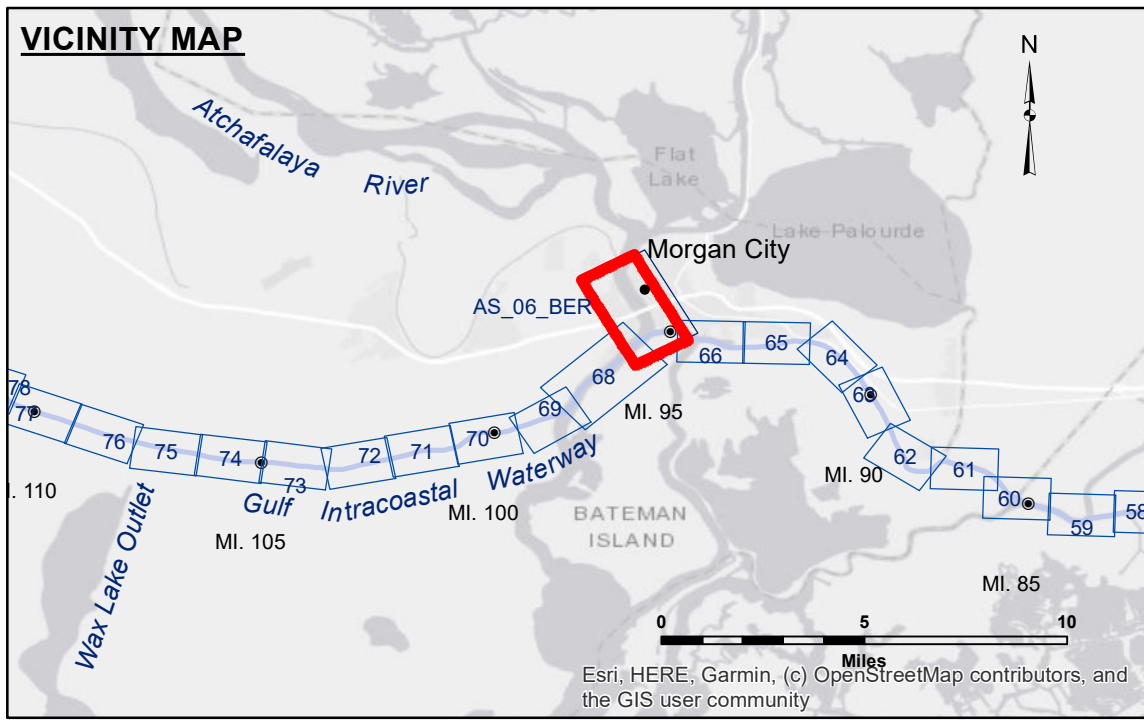 VICINITY MAP
N
Atchafalaya
River
Flat
Lake
Lake Palourde
Morgan City
AS_06_BER
66
65
64
63
62
61
60
59
58
68
69
70
71
72
73
74
75
76
77
78
MI. 95
MI. 90
MI. 85
MI. 100
MI. 105
MI. 110
Gulf Intracoastal Waterway
Wax Lake Outlet
BATEMAN
ISLAND
0 5 10
Miles
Esri, HERE, Garmin, (c) OpenStreetMap contributors, and
the GIS user community